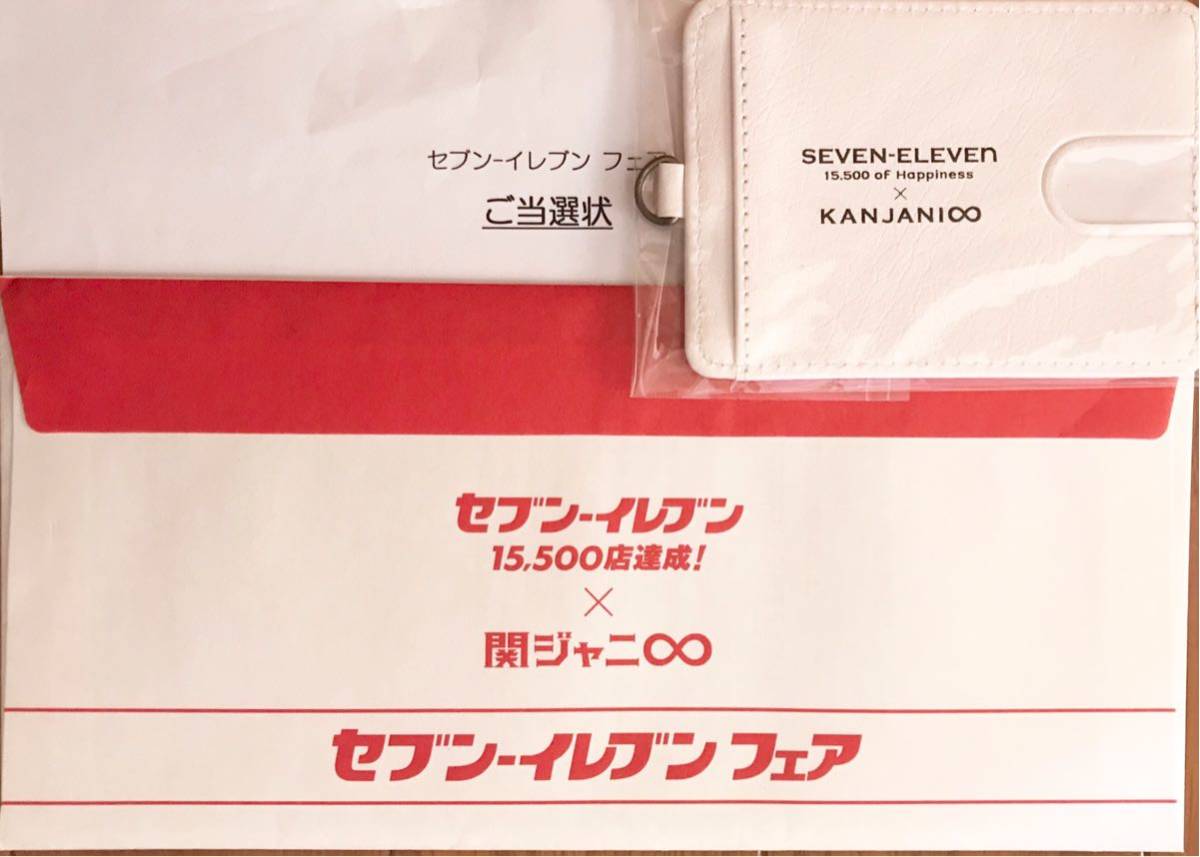 セブン-イレブン フェア
ご当選状
SEVEN-ELEVEn
15,500 of Happiness
×
KANJANI∞
セブン-イレブン
15,500店達成!
×
関ジャニ∞
セブン-イレブン フェア